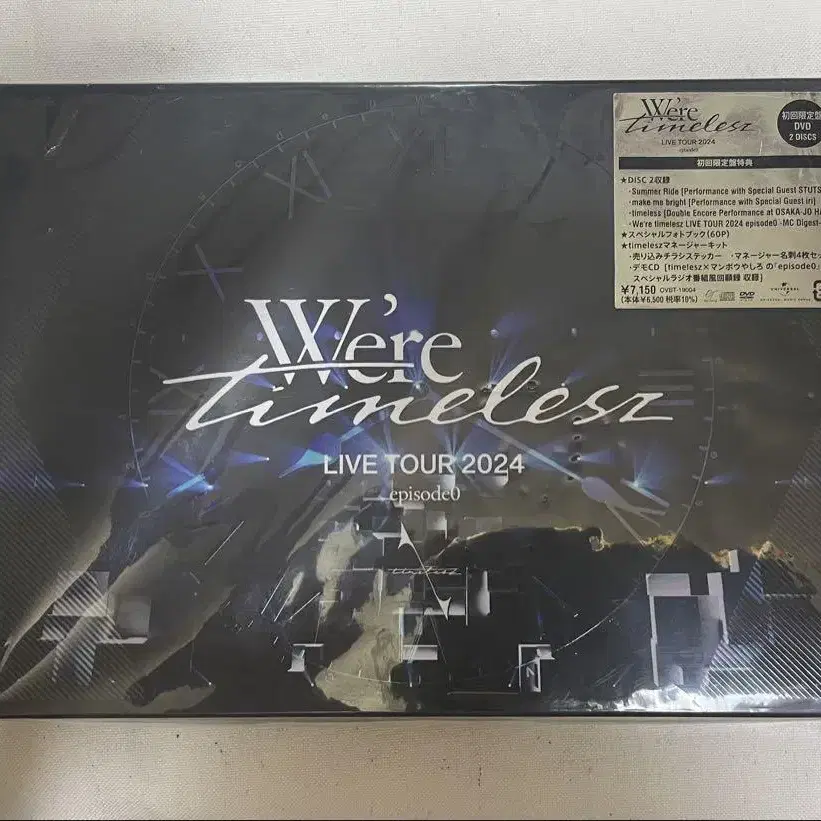 We're
timelesz
LIVE TOUR 2024
episode0
初回限定盤
DVD
2 DISCS
初回限定盤特典
★DISC 2収録
・Summer Ride [Performance with Special Guest STUTS
・make me bright [Performance with Special Guest iri]
・timeless [Double Encore Performance at OSAKA-JO HA
・We're timelesz LIVE TOUR 2024 episode0 -MC Digest-
★スペシャルフォトブック(60P)
★timeleszマネージャーキット
・売り込みチラシステッカー ・マネージャー名刺4枚セッ
・デモCD [timelesz×マンボウやしろ の「episode0」
スペシャルラジオ番組風回顧録 収録]
¥7,150 OVBT-19004
(本体¥6,500 税率10%)
DVD
UNIVERSAL
We're
timelesz
LIVE TOUR 2024
episode0
timelesz